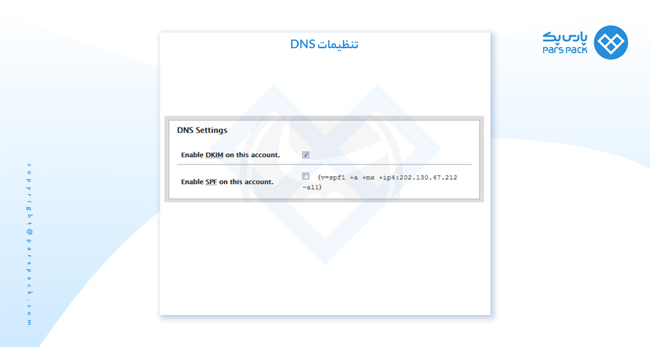 تنظیمات DNS
پارس پک
Pars Pack
DNS Settings
Enable DKIM on this account.
Enable SPF on this account.
(v=spf1 +a +mx +ip4:202.130.47.212
~all)
copyright@parspack.com